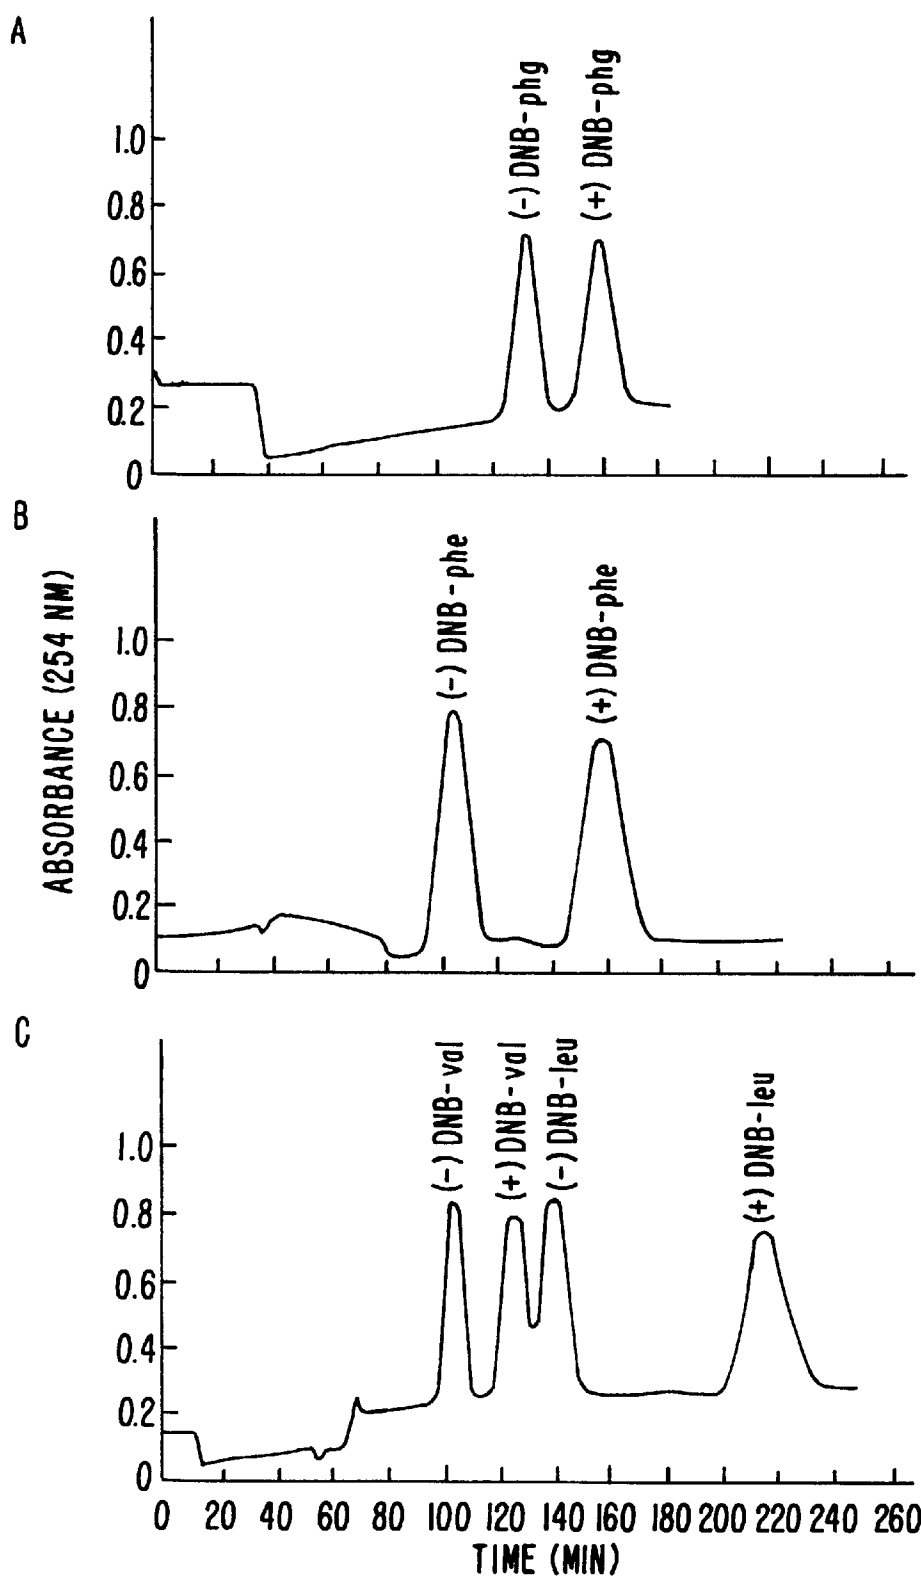 A
(-) DNB-phg
(+) DNB-phg
1.0
0.8
0.6
0.4
0.2
0
B
ABSORBANCE (254 NM)
(-) DNB-phe
(+) DNB-phe
1.0
0.8
0.6
0.4
0.2
0
C
(-) DNB-val
(+) DNB-val
(-) DNB-leu
(+) DNB-leu
1.0
0.8
0.6
0.4
0.2
0
0 20 40 60 80 100 120 140 160 180 200 220 240 260
TIME (MIN)